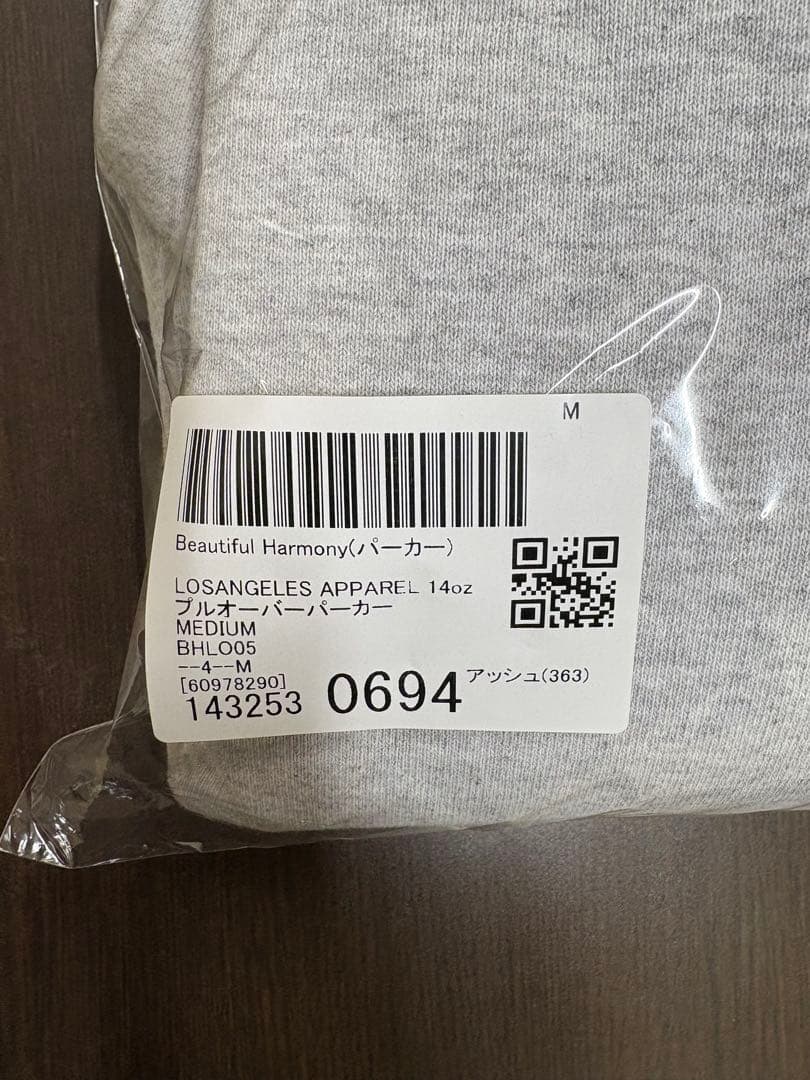 M
Beautiful Harmony(パーカー)
LOSANGELES APPAREL 14oz
プルオーバーパーカー
MEDIUM
BHLO05
--4--M
[60978290]
143253 0694 アッシュ(363)